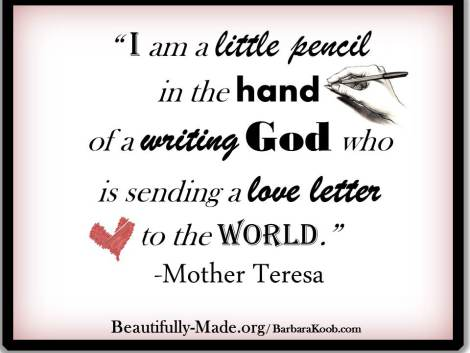 “I am a little pencil
in the hand
of a writing God who
is sending a love letter
to the WORLD.”
-Mother Teresa
Beautifully-Made.org/BarbaraKoob.com